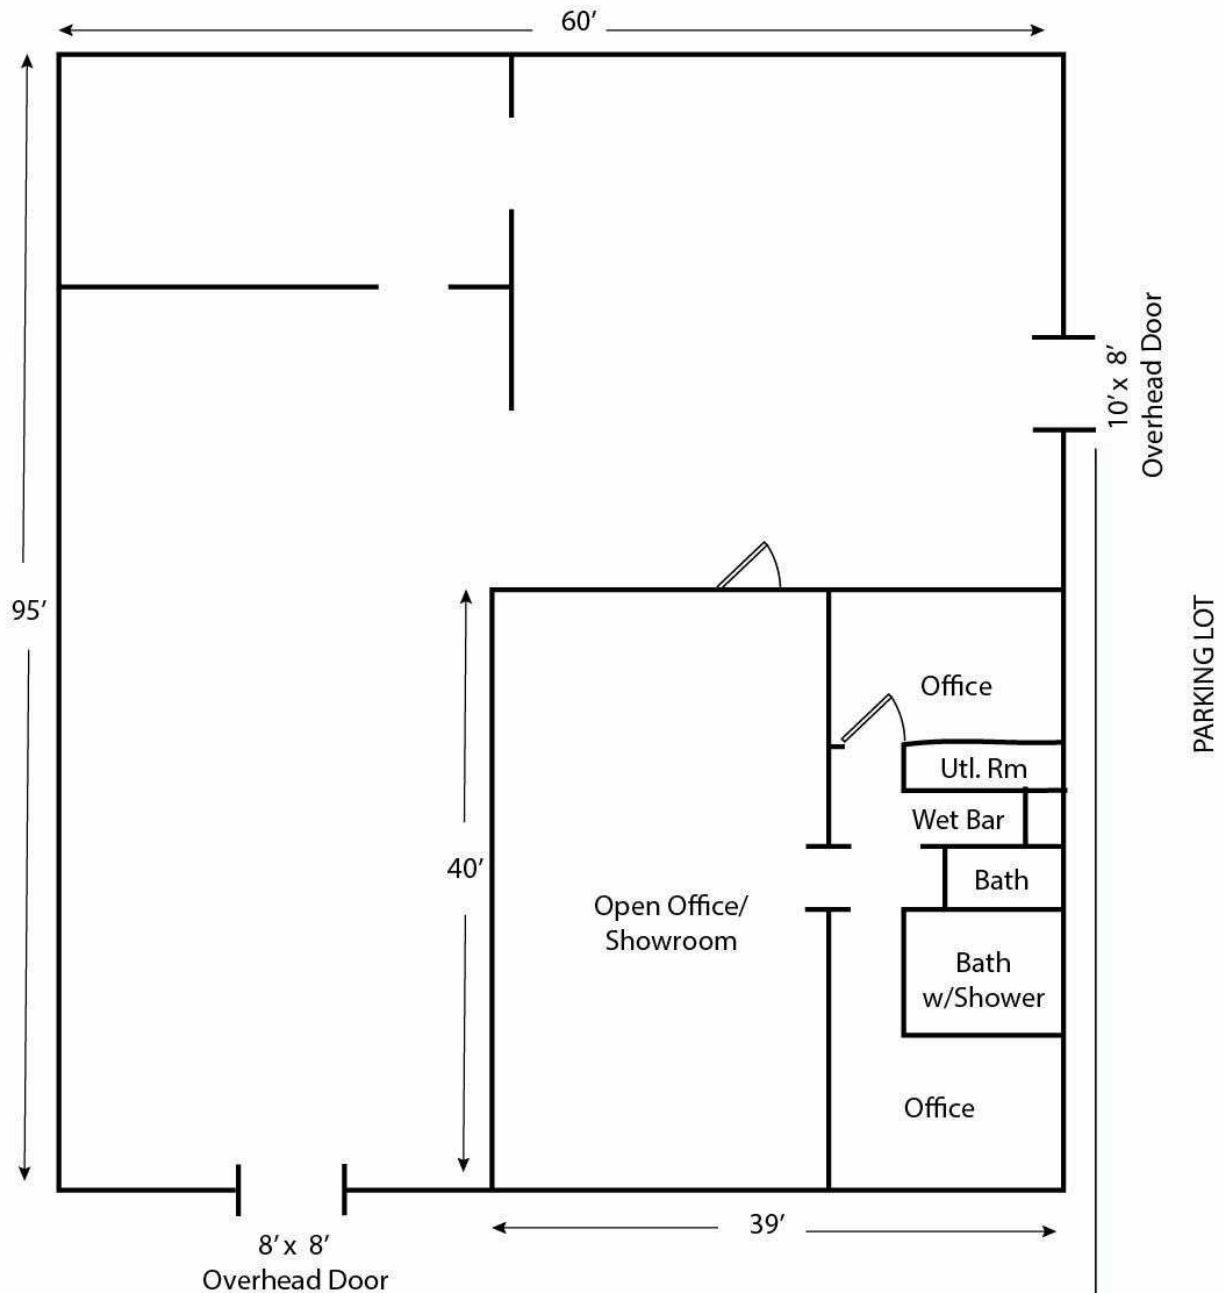 60’
10’ x 8’
Overhead Door
95’
PARKING LOT
Office
Utl. Rm
Wet Bar
40’
Bath
Open Office/
Showroom
Bath
w/Shower
Office
39’
8’ x 8’
Overhead Door